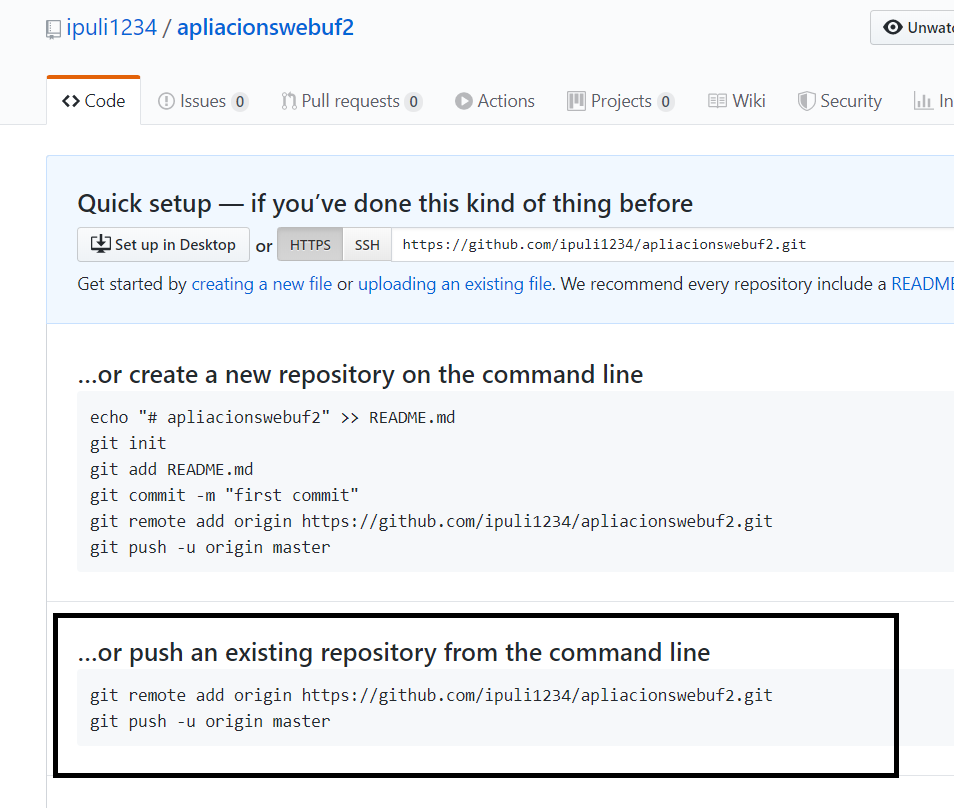 ipuli1234 / apliacionswebuf2
Code Issues 0 Pull requests 0 Actions Projects 0 Wiki Security
Quick setup — if you’ve done this kind of thing before
Set up in Desktop or HTTPS SSH https://github.com/ipuli1234/apliacionswebuf2.git
Get started by creating a new file or uploading an existing file. We recommend every repository include a README
…or create a new repository on the command line
echo "# apliacionswebuf2" >> README.md
git init
git add README.md
git commit -m "first commit"
git remote add origin https://github.com/ipuli1234/apliacionswebuf2.git
git push -u origin master
…or push an existing repository from the command line
git remote add origin https://github.com/ipuli1234/apliacionswebuf2.git
git push -u origin master